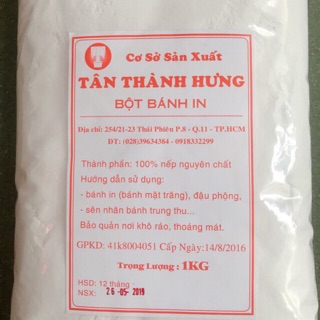 Cơ Sở Sản Xuất
TÂN THÀNH HƯNG
BỘT BÁNH IN
Địa chỉ: 254/21-23 Thái Phiên P.8 - Q.11 - TP.HCM
ĐT: (028)39634384 - 0918332299
Thành phần: 100% nếp nguyên chất
Hướng dẫn sử dụng:
- bánh in (bánh mặt trăng), đậu phộng,
- sên nhân bánh trung thu...
Bảo quản nơi khô ráo, thoáng mát.
GPKD: 41k8004051 Cấp Ngày:14/8/2016
Trọng Lượng : 1KG
HSD: 12 tháng
NSX: 26-05-2019